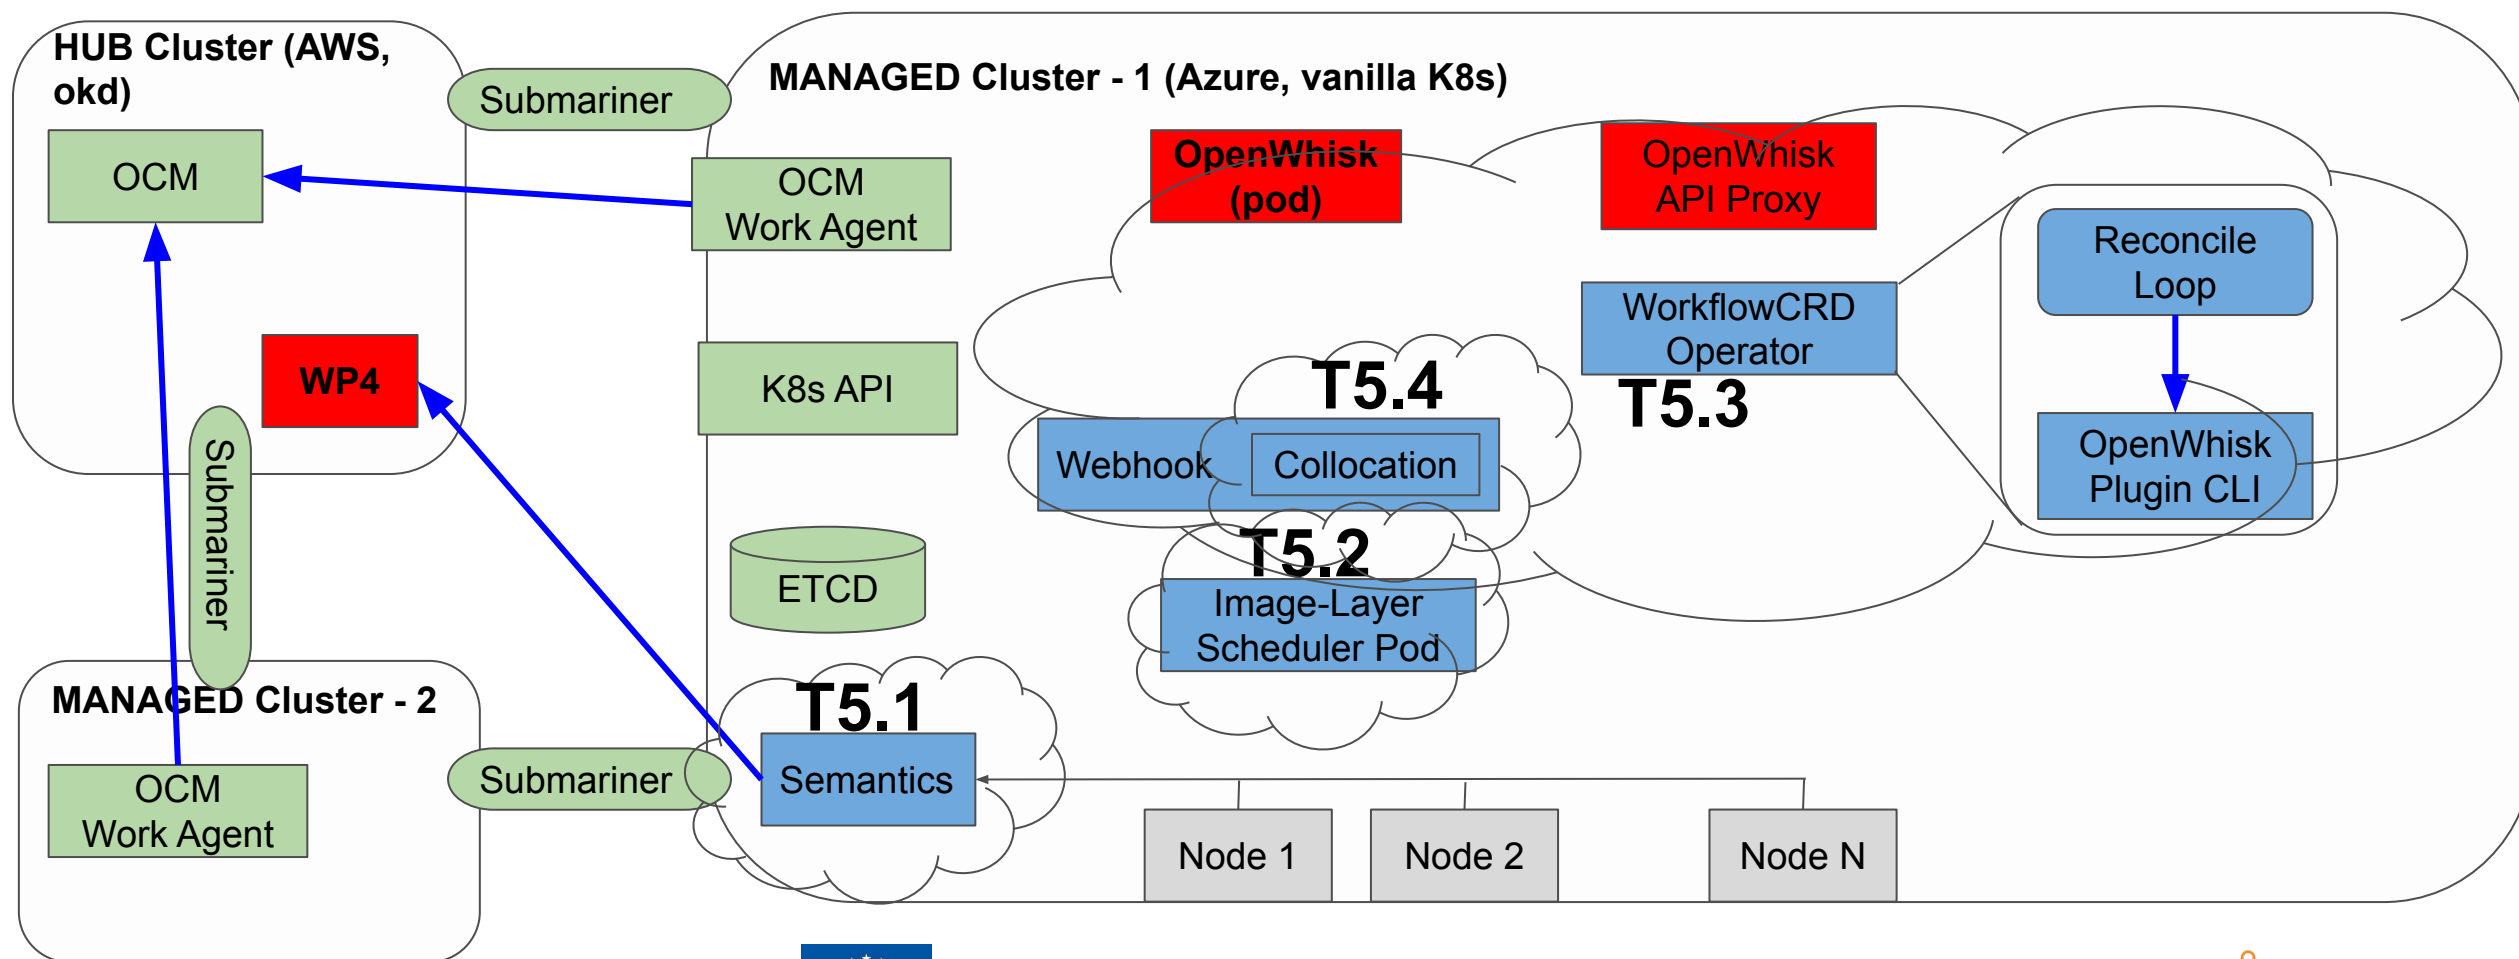 HUB Cluster (AWS,
okd)
OCM
WP4
Submariner
Submariner
MANAGED Cluster - 2
OCM
Work Agent
Submariner
MANAGED Cluster - 1 (Azure, vanilla K8s)
OCM
Work Agent
K8s API
ETCD
T5.1
Semantics
OpenWhisk
(pod)
OpenWhisk
API Proxy
WorkflowCRD
Operator
T5.3
T5.4
Webhook
Collocation
T5.2
Image-Layer
Scheduler Pod
Reconcile
Loop
OpenWhisk
Plugin CLI
Node 1
Node 2
Node N